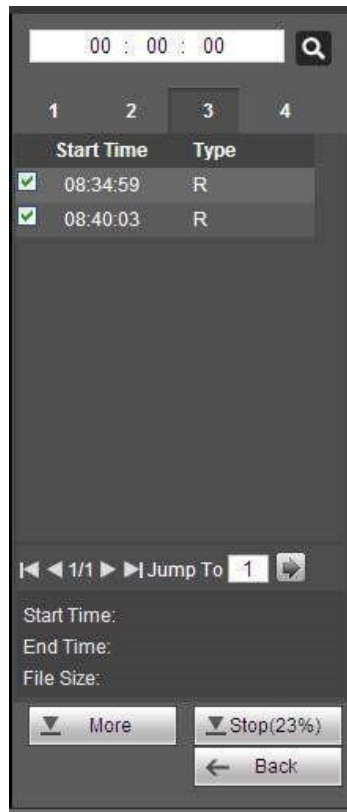 00 : 00 : 00
1 2 3 4
Start Time Type
08:34:59 R
08:40:03 R
1/1 Jump To 1
Start Time:
End Time:
File Size:
More Stop(23%)
Back